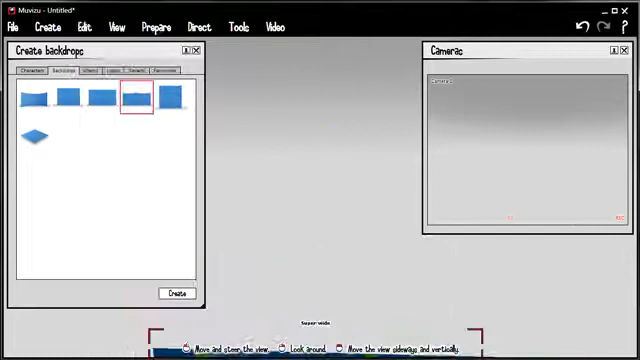 Muvizu - Untitled*
File Create Edit View Prepare Direct Tools Video
Create backdrops
Characters Backdrops
Create
Cameras
Camera 1
REC
Super wide
Move and steer the view. Look around. Move the view sideways and vertically.